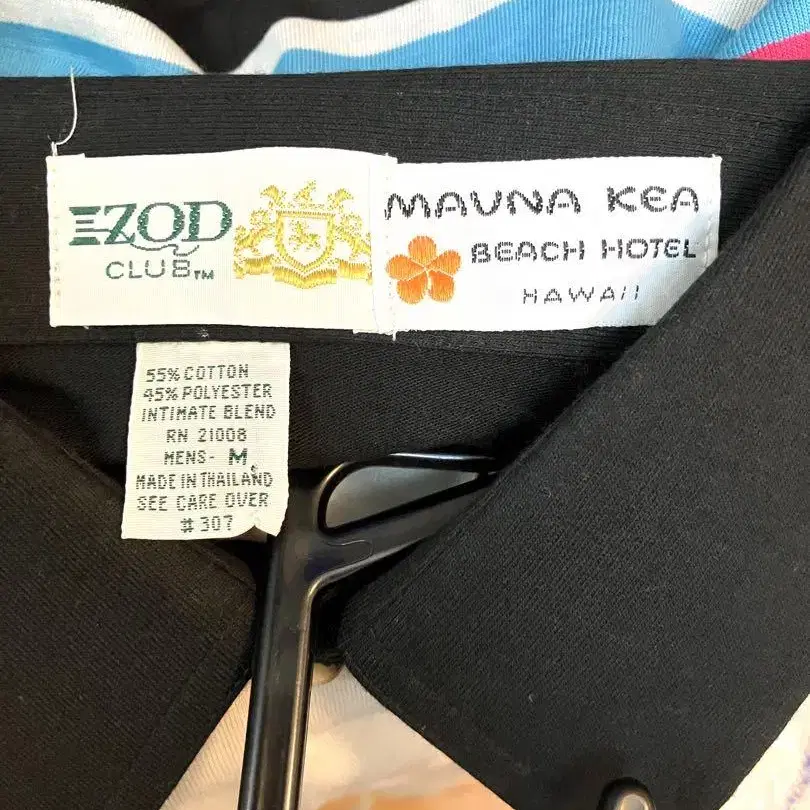 IZOD
CLUB™
MAUNA KEA
BEACH HOTEL
HAWAII
55% COTTON
45% POLYESTER
INTIMATE BLEND
RN 21008
MENS- M
MADE IN THAILAND
SEE CARE OVER
#307